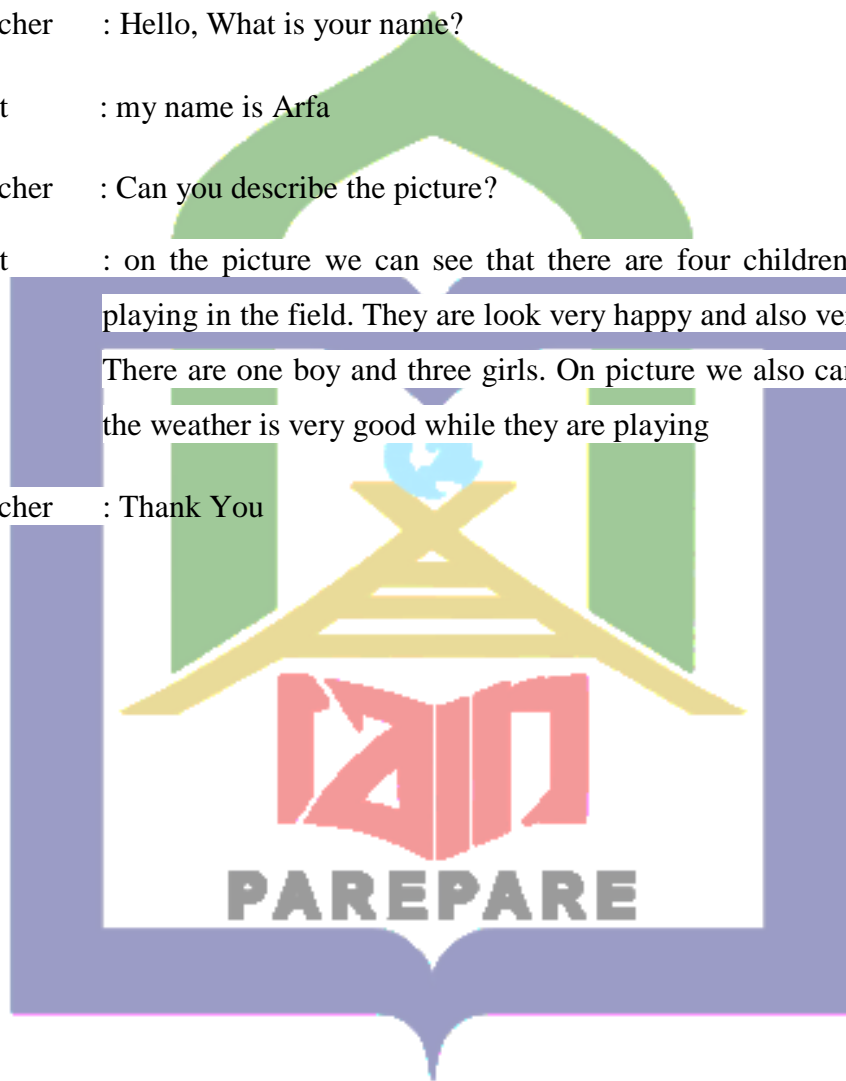 cher : Hello, What is your name?
t : my name is Arfa
cher : Can you describe the picture?
t : on the picture we can see that there are four children
playing in the field. They are look very happy and also ve
There are one boy and three girls. On picture we also ca
the weather is very good while they are playing
cher : Thank You
iain
PAREPARE